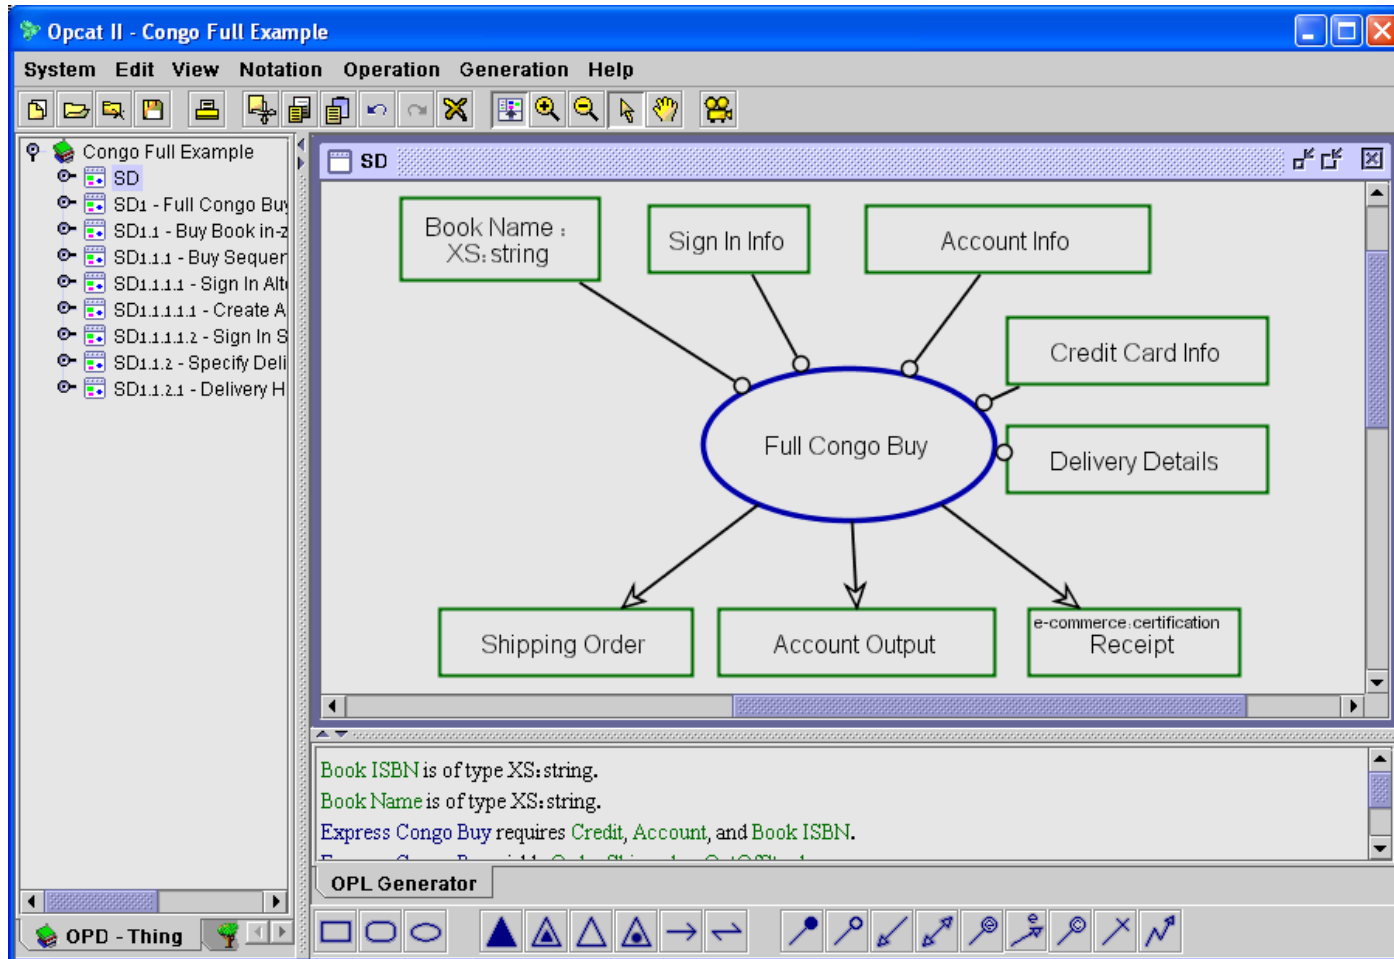 Opcat II - Congo Full Example
System Edit View Notation Operation Generation Help
Congo Full Example
SD
SD1 - Full Congo Buy
SD1.1 - Buy Book in-z
SD1.1.1 - Buy Sequen
SD1.1.1.1 - Sign In Alt
SD1.1.1.1.1 - Create A
SD1.1.1.1.2 - Sign In S
SD1.1.2 - Specify Deli
SD1.1.2.1 - Delivery H
OPD - Thing
SD
Book Name :
XS:string
Sign In Info
Account Info
Credit Card Info
Delivery Details
Full Congo Buy
Shipping Order
Account Output
e-commerce:certification
Receipt
Book ISBN is of type XS:string.
Book Name is of type XS:string.
Express Congo Buy requires Credit, Account, and Book ISBN.
OPL Generator